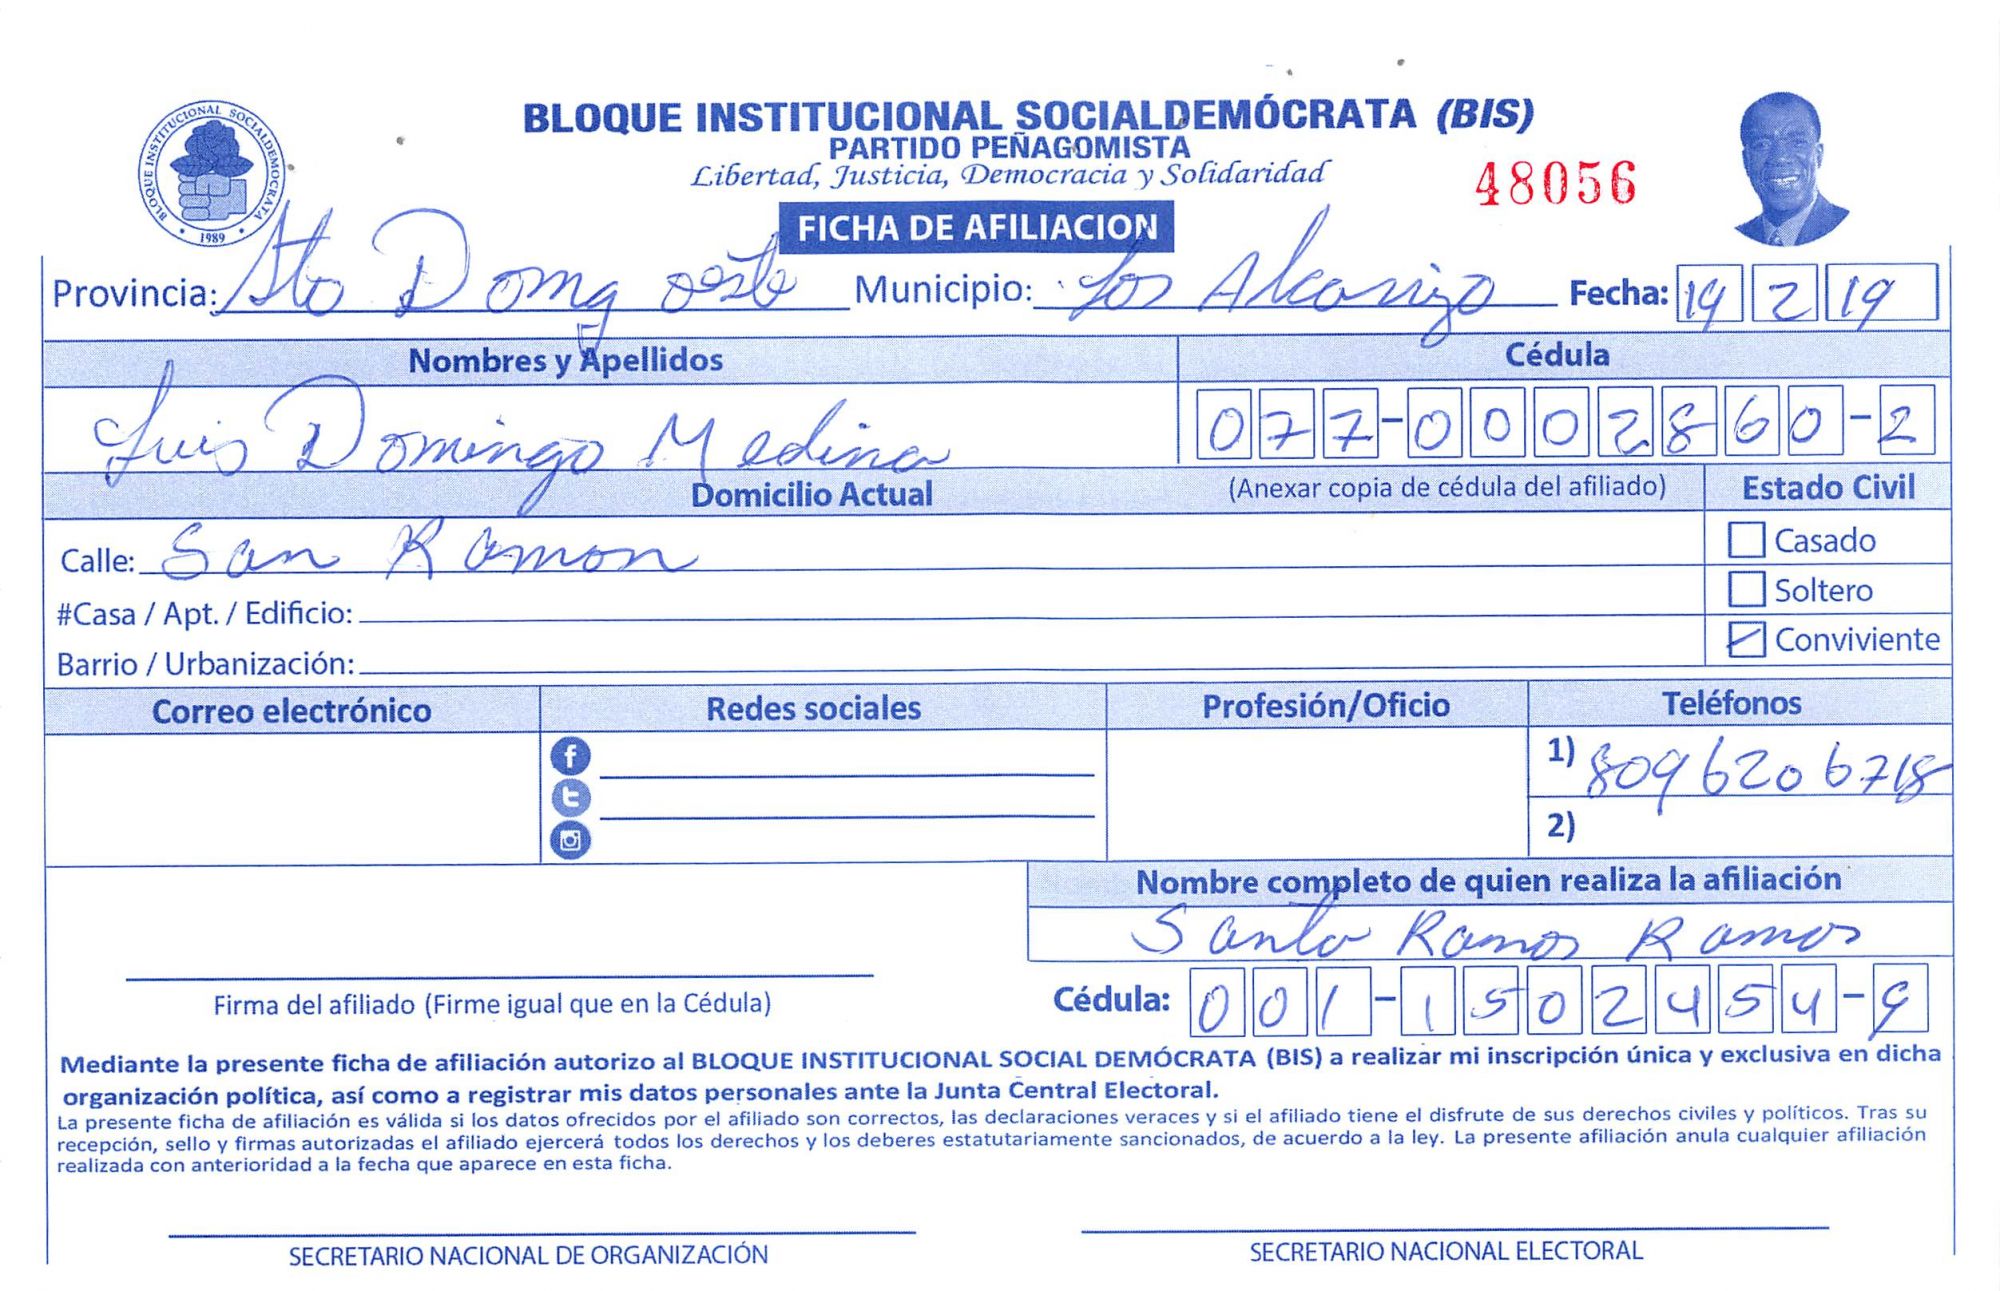 BLOQUE INSTITUCIONAL SOCIALDEMÓCRATA (BIS)
PARTIDO PEÑAGOMISTA
Libertad, Justicia, Democracia y Solidaridad
48056
BLOQUE INSTITUCIONAL SOCIALDEMOCRATA
1989
FICHA DE AFILIACION
Provincia: Sto Domg oeste Municipio: Los Alcarrizo Fecha: 14 2 19
Nombres y Apellidos Cédula
Luis Domingo Medina 077-0002860-2
Domicilio Actual (Anexar copia de cédula del afiliado) Estado Civil
Calle: San Ramon Casado
#Casa / Apt. / Edificio: Soltero
Barrio / Urbanización: Conviviente
Correo electrónico Redes sociales Profesión/Oficio Teléfonos
1) 8096206718
2)
Nombre completo de quien realiza la afiliación
Santo Ramos Ramos
Firma del afiliado (Firme igual que en la Cédula) Cédula: 001-1502454-9
Mediante la presente ficha de afiliación autorizo al BLOQUE INSTITUCIONAL SOCIAL DEMÓCRATA (BIS) a realizar mi inscripción única y exclusiva en dicha
organización política, así como a registrar mis datos personales ante la Junta Central Electoral.
La presente ficha de afiliación es válida si los datos ofrecidos por el afiliado son correctos, las declaraciones veraces y si el afiliado tiene el disfrute de sus derechos civiles y políticos. Tras su
recepción, sello y firmas autorizadas el afiliado ejercerá todos los derechos y los deberes estatutariamente sancionados, de acuerdo a la ley. La presente afiliación anula cualquier afiliación
realizada con anterioridad a la fecha que aparece en esta ficha.
SECRETARIO NACIONAL DE ORGANIZACIÓN SECRETARIO NACIONAL ELECTORAL